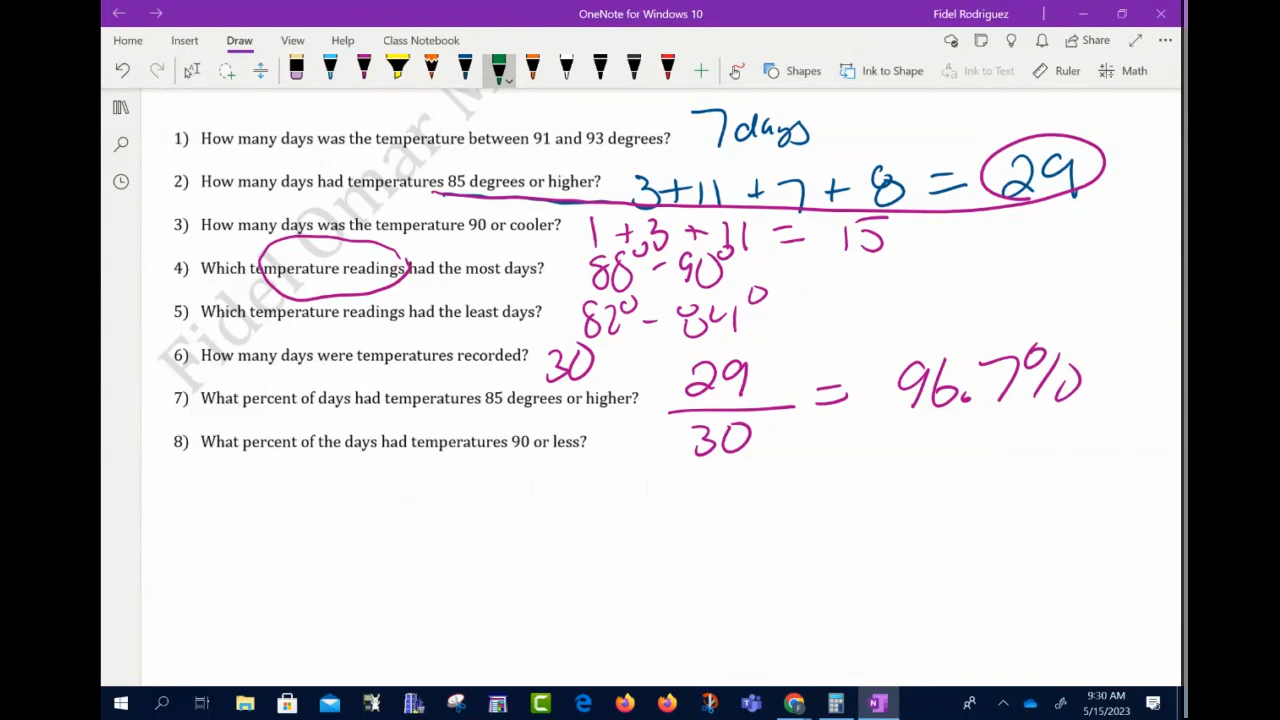 OneNote for Windows 10
Fidel Rodriguez
Home Insert Draw View Help Class Notebook Share
Shapes Ink to Shape Ink to Text Ruler Math
1) How many days was the temperature between 91 and 93 degrees? 7 days
2) How many days had temperatures 85 degrees or higher? 3+11 + 7 + 8 = 29
3) How many days was the temperature 90 or cooler? 1 + 3 + 11 = 15
4) Which temperature readings had the most days? 88° - 90°
5) Which temperature readings had the least days? 82° - 84°
6) How many days were temperatures recorded? 30
7) What percent of days had temperatures 85 degrees or higher? 29/30 = 96.7%
8) What percent of the days had temperatures 90 or less?
Fidel Omar M
9:30 AM
5/15/2023